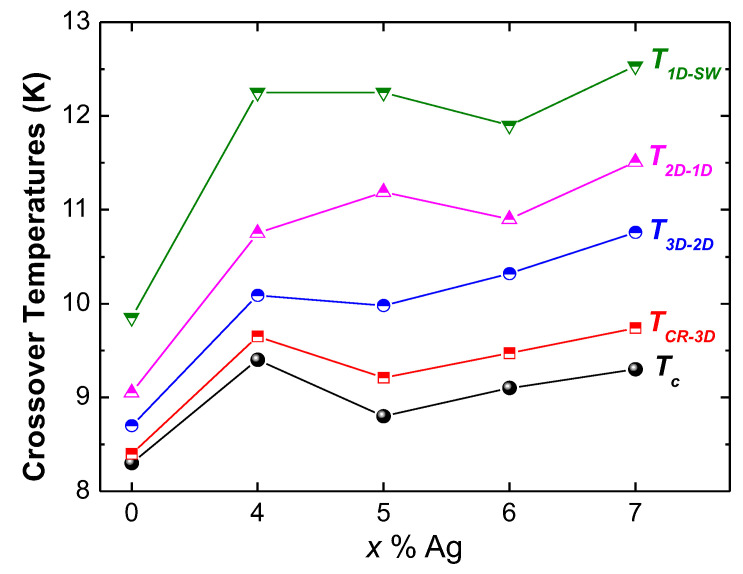 13
12
11
10
9
8
Crossover Temperatures (K)
T1D-SW
T2D-1D
T3D-2D
TCR-3D
Tc
0 4 5 6 7
x % Ag